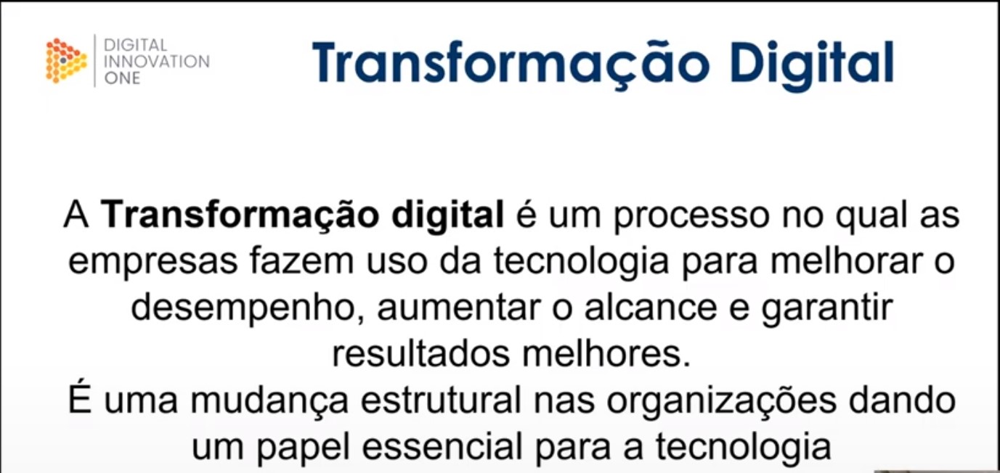 DIGITAL
INNOVATION
ONE
Transformação Digital
A Transformação digital é um processo no qual as
empresas fazem uso da tecnologia para melhorar o
desempenho, aumentar o alcance e garantir
resultados melhores.
É uma mudança estrutural nas organizações dando
um papel essencial para a tecnologia